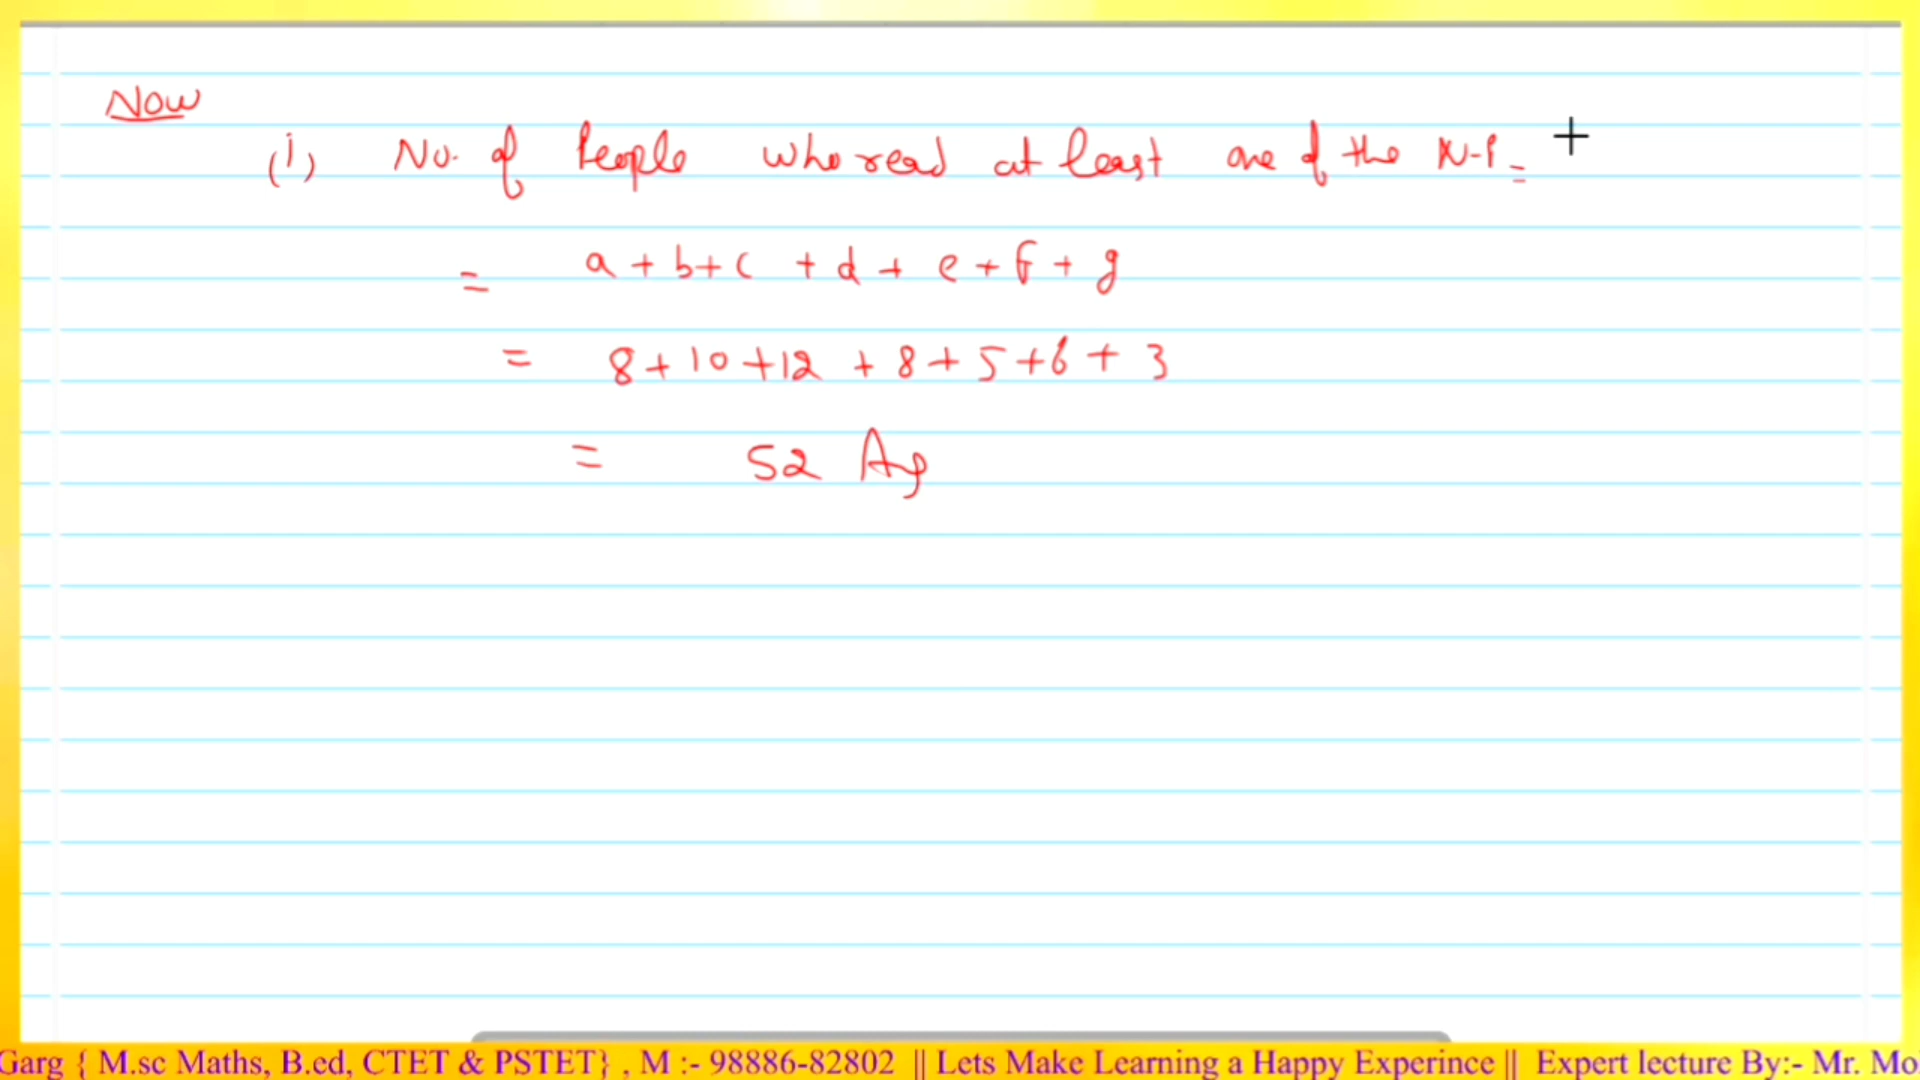 Now
(i) No. of People who read at least one of the N.P. =
= a + b + c + d + e + f + g
= 8 + 10 + 12 + 8 + 5 + 6 + 3
= 52 Ans
Garg { M.sc Maths, B.ed, CTET & PSTET} , M :- 98886-82802 || Lets Make Learning a Happy Experince || Expert lecture By:- Mr. Mo